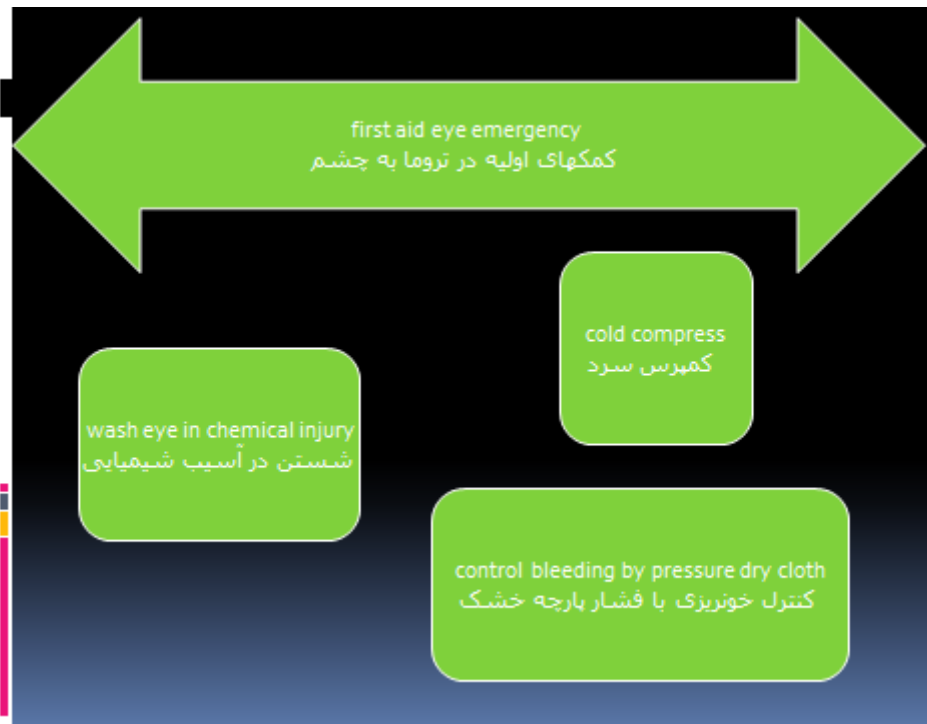 first aid eye emergency
کمکهای اولیه در تروما به چشم
cold compress
کمپرس سرد
wash eye in chemical injury
شستن در آسیب شیمیایی
control bleeding by pressure dry cloth
کنترل خونریزی با فشار پارچه خشک